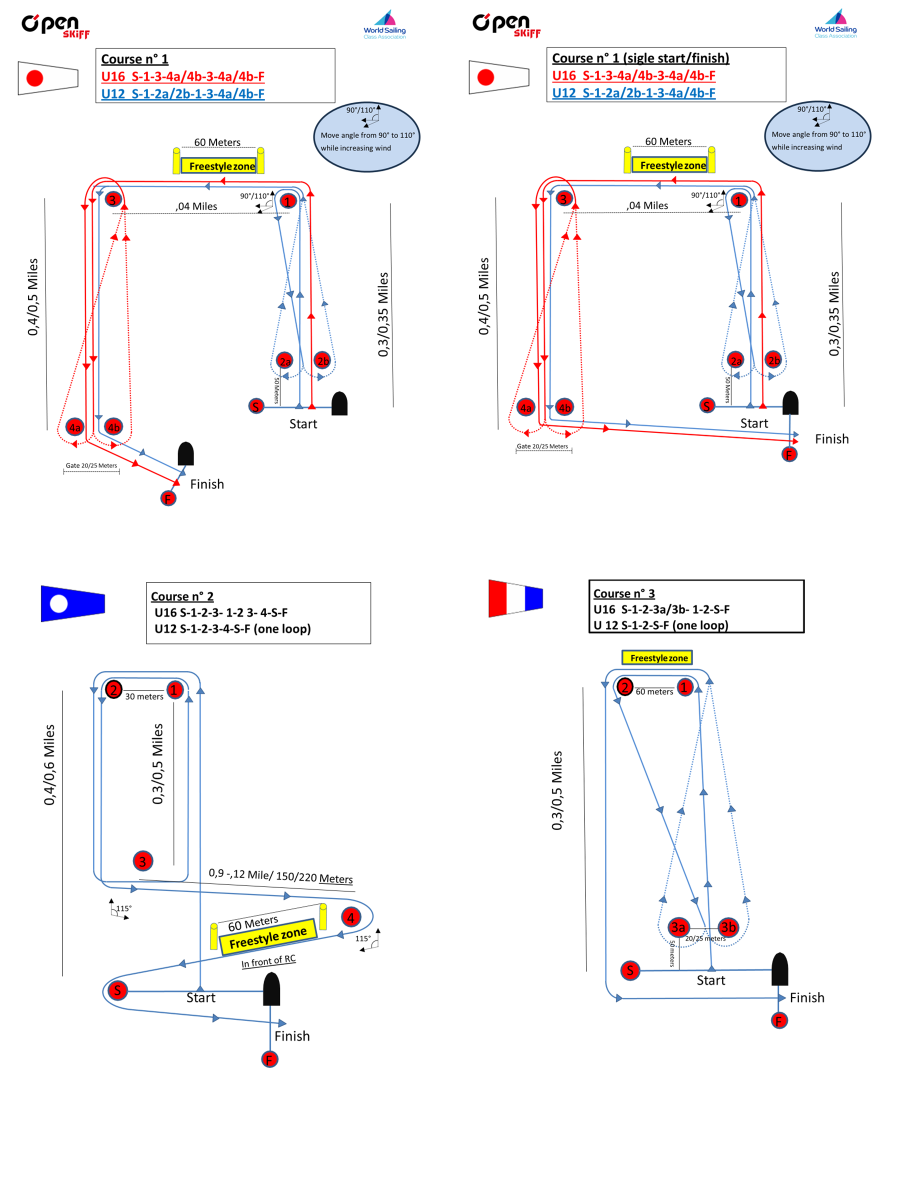 Open
SKIFF
World Sailing
Class Association
Course n° 1
U16  S-1-3-4a/4b-3-4a/4b-F
U12  S-1-2a/2b-1-3-4a/4b-F
90°/110°
Move angle from 90° to 110°
while increasing wind
60 Meters
Freestyle zone
3
90°/110°
1
,04 Miles
0,4/0,5 Miles
0,3/0,35 Miles
2a
2b
50 Meters
S
Start
4a
4b
Gate 20/25 Meters
Finish
F
Open
SKIFF
World Sailing
Class Association
Course n° 1 (sigle start/finish)
U16  S-1-3-4a/4b-3-4a/4b-F
U12  S-1-2a/2b-1-3-4a/4b-F
90°/110°
Move angle from 90° to 110°
while increasing wind
60 Meters
Freestyle zone
3
90°/110°
1
,04 Miles
0,4/0,5 Miles
0,3/0,35 Miles
2a
2b
50 Meters
S
4a
4b
Start
Finish
Gate 20/25 Meters
F
Course n° 2
U16 S-1-2-3- 1-2 3- 4-S-F
U12 S-1-2-3-4-S-F (one loop)
2
30 meters
1
0,4/0,6 Miles
0,3/0,5 Miles
3
0,9 -,12 Mile/ 150/220 Meters
115°
60 Meters
4
Freestyle zone
115°
In front of RC
S
Start
Finish
F
Course n° 3
U16  S-1-2-3a/3b- 1-2-S-F
U 12 S-1-2-S-F (one loop)
Freestyle zone
2
60 meters
1
0,3/0,5 Miles
3a
3b
20/25 meters
50 meters
S
Start
Finish
F